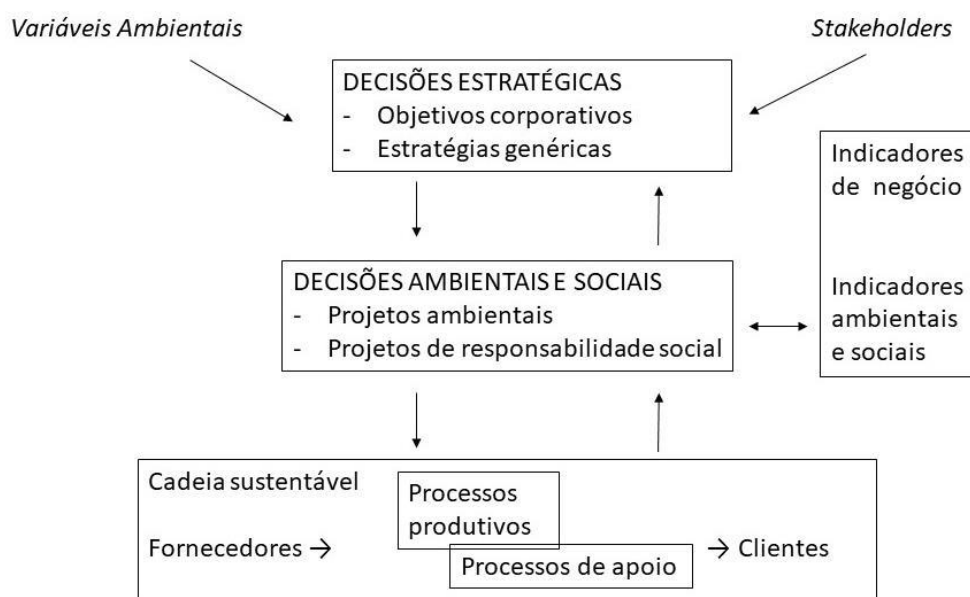 Variáveis Ambientais
Stakeholders
DECISÕES ESTRATÉGICAS
- Objetivos corporativos
- Estratégias genéricas
Indicadores
de negócio
DECISÕES AMBIENTAIS E SOCIAIS
- Projetos ambientais
- Projetos de responsabilidade social
Indicadores
ambientais
e sociais
Cadeia sustentável
Processos
produtivos
Fornecedores →
Processos de apoio
→ Clientes